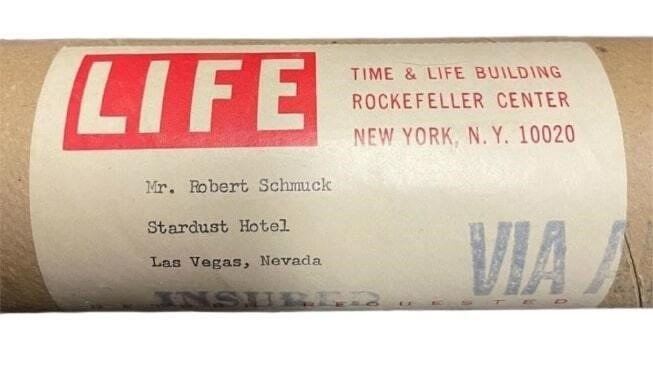 LIFE
TIME & LIFE BUILDING
ROCKEFELLER CENTER
NEW YORK, N. Y. 10020
Mr. Robert Schmuck
Stardust Hotel
Las Vegas, Nevada
VIA
INSURED
REQUESTED